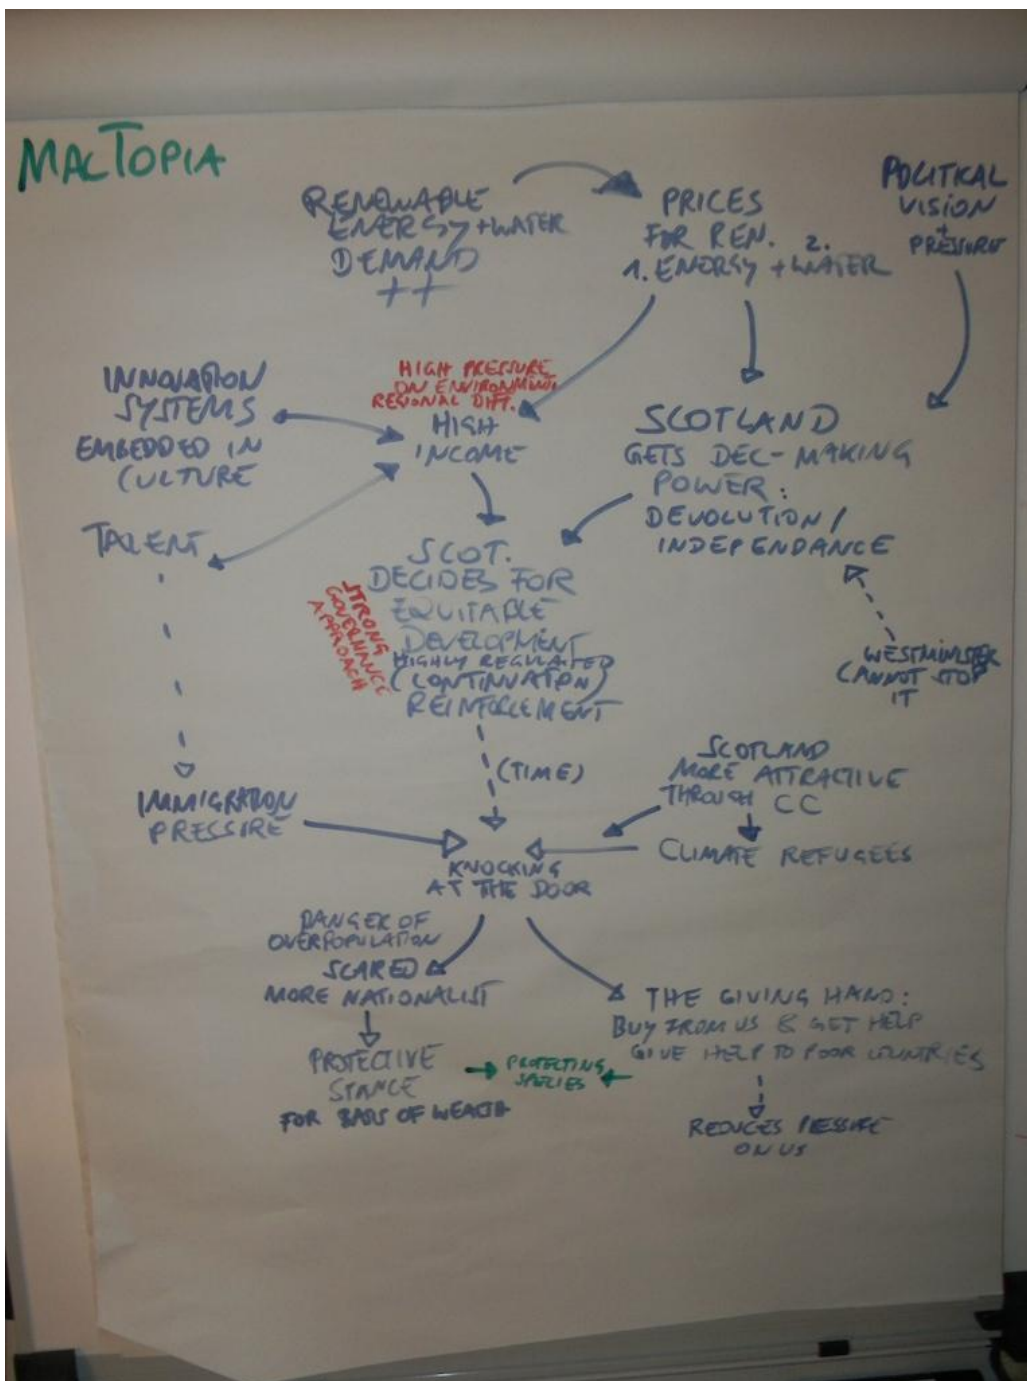 MACTOPIA
RENEWABLE
ENERGY + WATER
DEMAND
++
PRICES
FOR REN. 2.
1. ENERGY + WATER
POLITICAL
VISION
+
PRESSURE
INNOVATION
SYSTEMS
EMBEDDED IN
CULTURE
HIGH PRESSURE
ON ENVIRONMENT,
REGIONAL DIFF.
HIGH
INCOME
SCOTLAND
GETS DEC-MAKING
POWER:
DEVOLUTION/
INDEPENDANCE
TALENT
SCOT.
DECIDES FOR
EQUITABLE
DEVELOPMENT
HIGHLY REGULATED
(CONTINUATION)
REINFORCEMENT
STRONG
GOVERNANCE
APPROACH
WESTMINISTER
CANNOT STOP
IT
(TIME)
SCOTLAND
MORE ATTRACTIVE
THROUGH CC
IMMIGRATION
PRESSIRE
CLIMATE REFUGEES
KNOCKING
AT THE DOOR
DANGER OF
OVERPOPULATION
SCARED
MORE NATIONALIST
THE GIVING HAND:
BUY FROM US & GET HELP
GIVE HELP TO POOR COUNTRIES
PROTECTIVE
STANCE
FOR BASIS OF WEALTH
PROTECTING
SPECIES
REDUCES PRESSURE
ON US